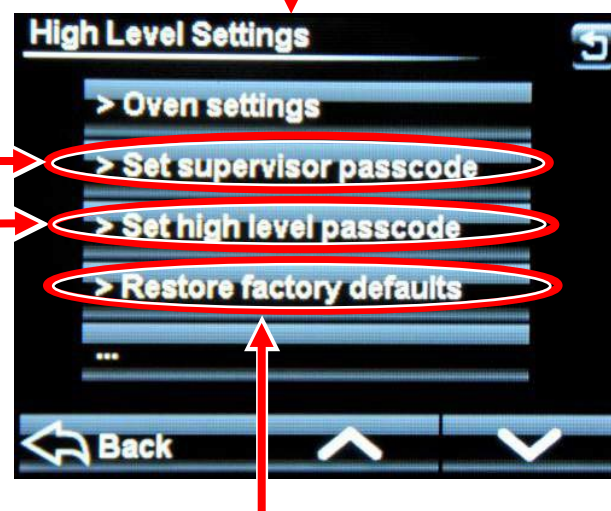 High Level Settings
> Oven settings
> Set supervisor passcode
> Set high level passcode
> Restore factory defaults
...
Back